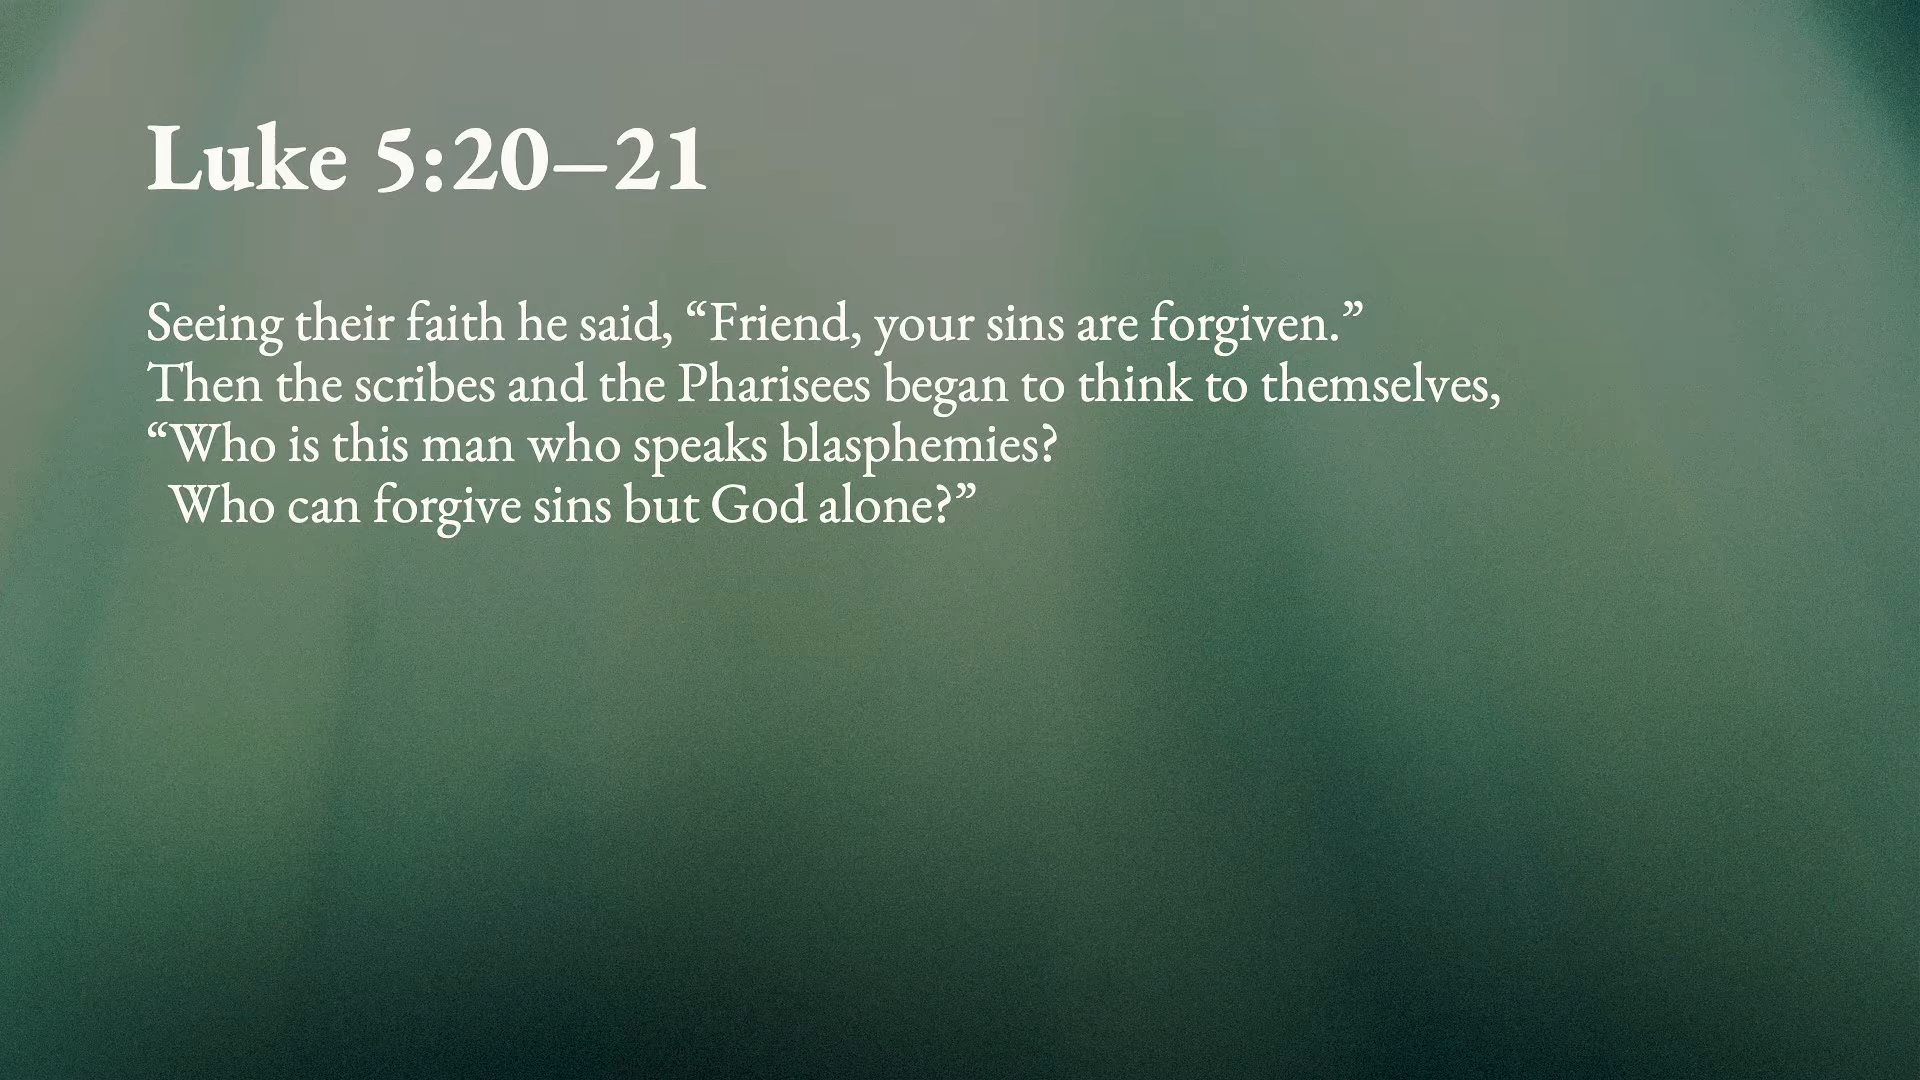 Luke 5:20–21
Seeing their faith he said, “Friend, your sins are forgiven.”
Then the scribes and the Pharisees began to think to themselves,
“Who is this man who speaks blasphemies?
Who can forgive sins but God alone?”